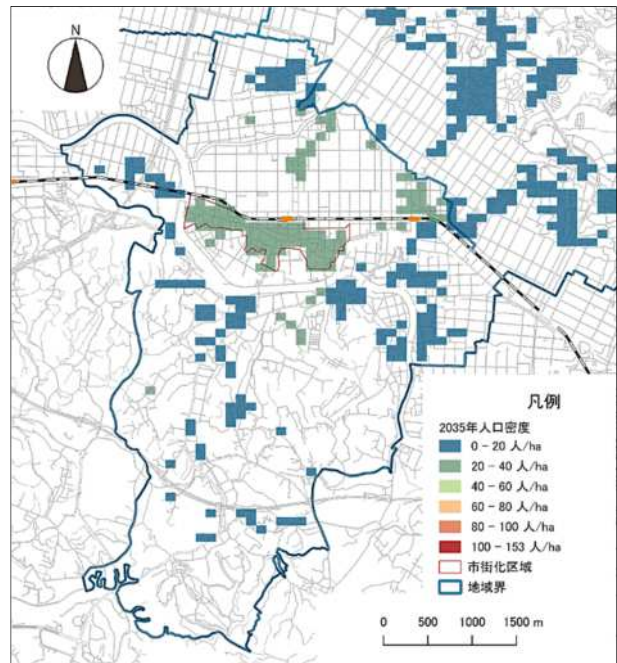 N
凡例
2035年人口密度
0 - 20 人/ha
20 - 40 人/ha
40 - 60 人/ha
60 - 80 人/ha
80 - 100 人/ha
100 - 153 人/ha
市街化区域
地域界
0 500 1000 1500 m